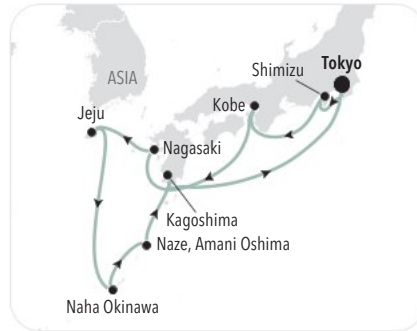 Tokyo
Shimizu
ASIA
Kobe
Jeju
Nagasaki
Kagoshima
Naze, Amani Oshima
Naha Okinawa